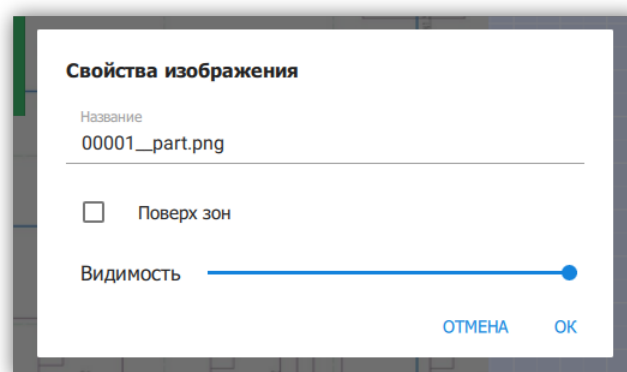 Свойства изображения
Название
00001__part.png
Поверх зон
Видимость
ОТМЕНА ОК